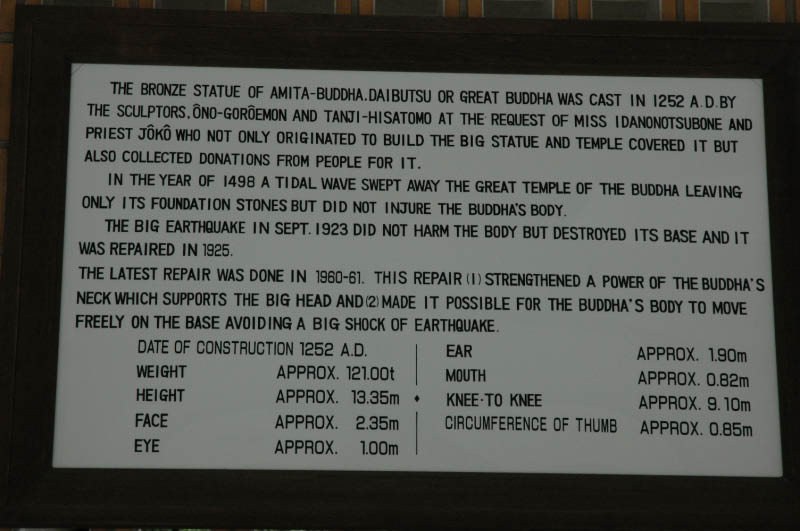 THE BRONZE STATUE OF AMITA-BUDDHA.DAIBUTSU OR GREAT BUDDHA WAS CAST IN 1252 A.D.BY
THE SCULPTORS.ÔNO-GORÔEMON AND TANJI-HISATOMO AT THE REQUEST OF MISS IDANONOTSUBONE AND
PRIEST JÔKÔ WHO NOT ONLY ORIGINATED TO BUILD THE BIG STATUE AND TEMPLE COVERED IT BUT
ALSO COLLECTED DONATIONS FROM PEOPLE FOR IT.
IN THE YEAR OF 1498 A TIDAL WAVE SWEPT AWAY THE GREAT TEMPLE OF THE BUDDHA LEAVING
ONLY ITS FOUNDATION STONES BUT DID NOT INJURE THE BUDDHA'S BODY.
THE BIG EARTHQUAKE IN SEPT. 1923 DID NOT HARM THE BODY BUT DESTROYED ITS BASE AND IT
WAS REPAIRED IN 1925.
THE LATEST REPAIR WAS DONE IN 1960-61. THIS REPAIR (1) STRENGTHENED A POWER OF THE BUDDHA'S
NECK WHICH SUPPORTS THE BIG HEAD AND (2) MADE IT POSSIBLE FOR THE BUDDHA'S BODY TO MOVE
FREELY ON THE BASE AVOIDING A BIG SHOCK OF EARTHQUAKE.
DATE OF CONSTRUCTION 1252 A.D.
WEIGHT APPROX. 121.00t
HEIGHT APPROX. 13.35m
FACE APPROX. 2.35m
EYE APPROX. 1.00m
EAR APPROX. 1.90m
MOUTH APPROX. 0.82m
KNEE·TO KNEE APPROX. 9.10m
CIRCUMFERENCE OF THUMB APPROX. 0.85m